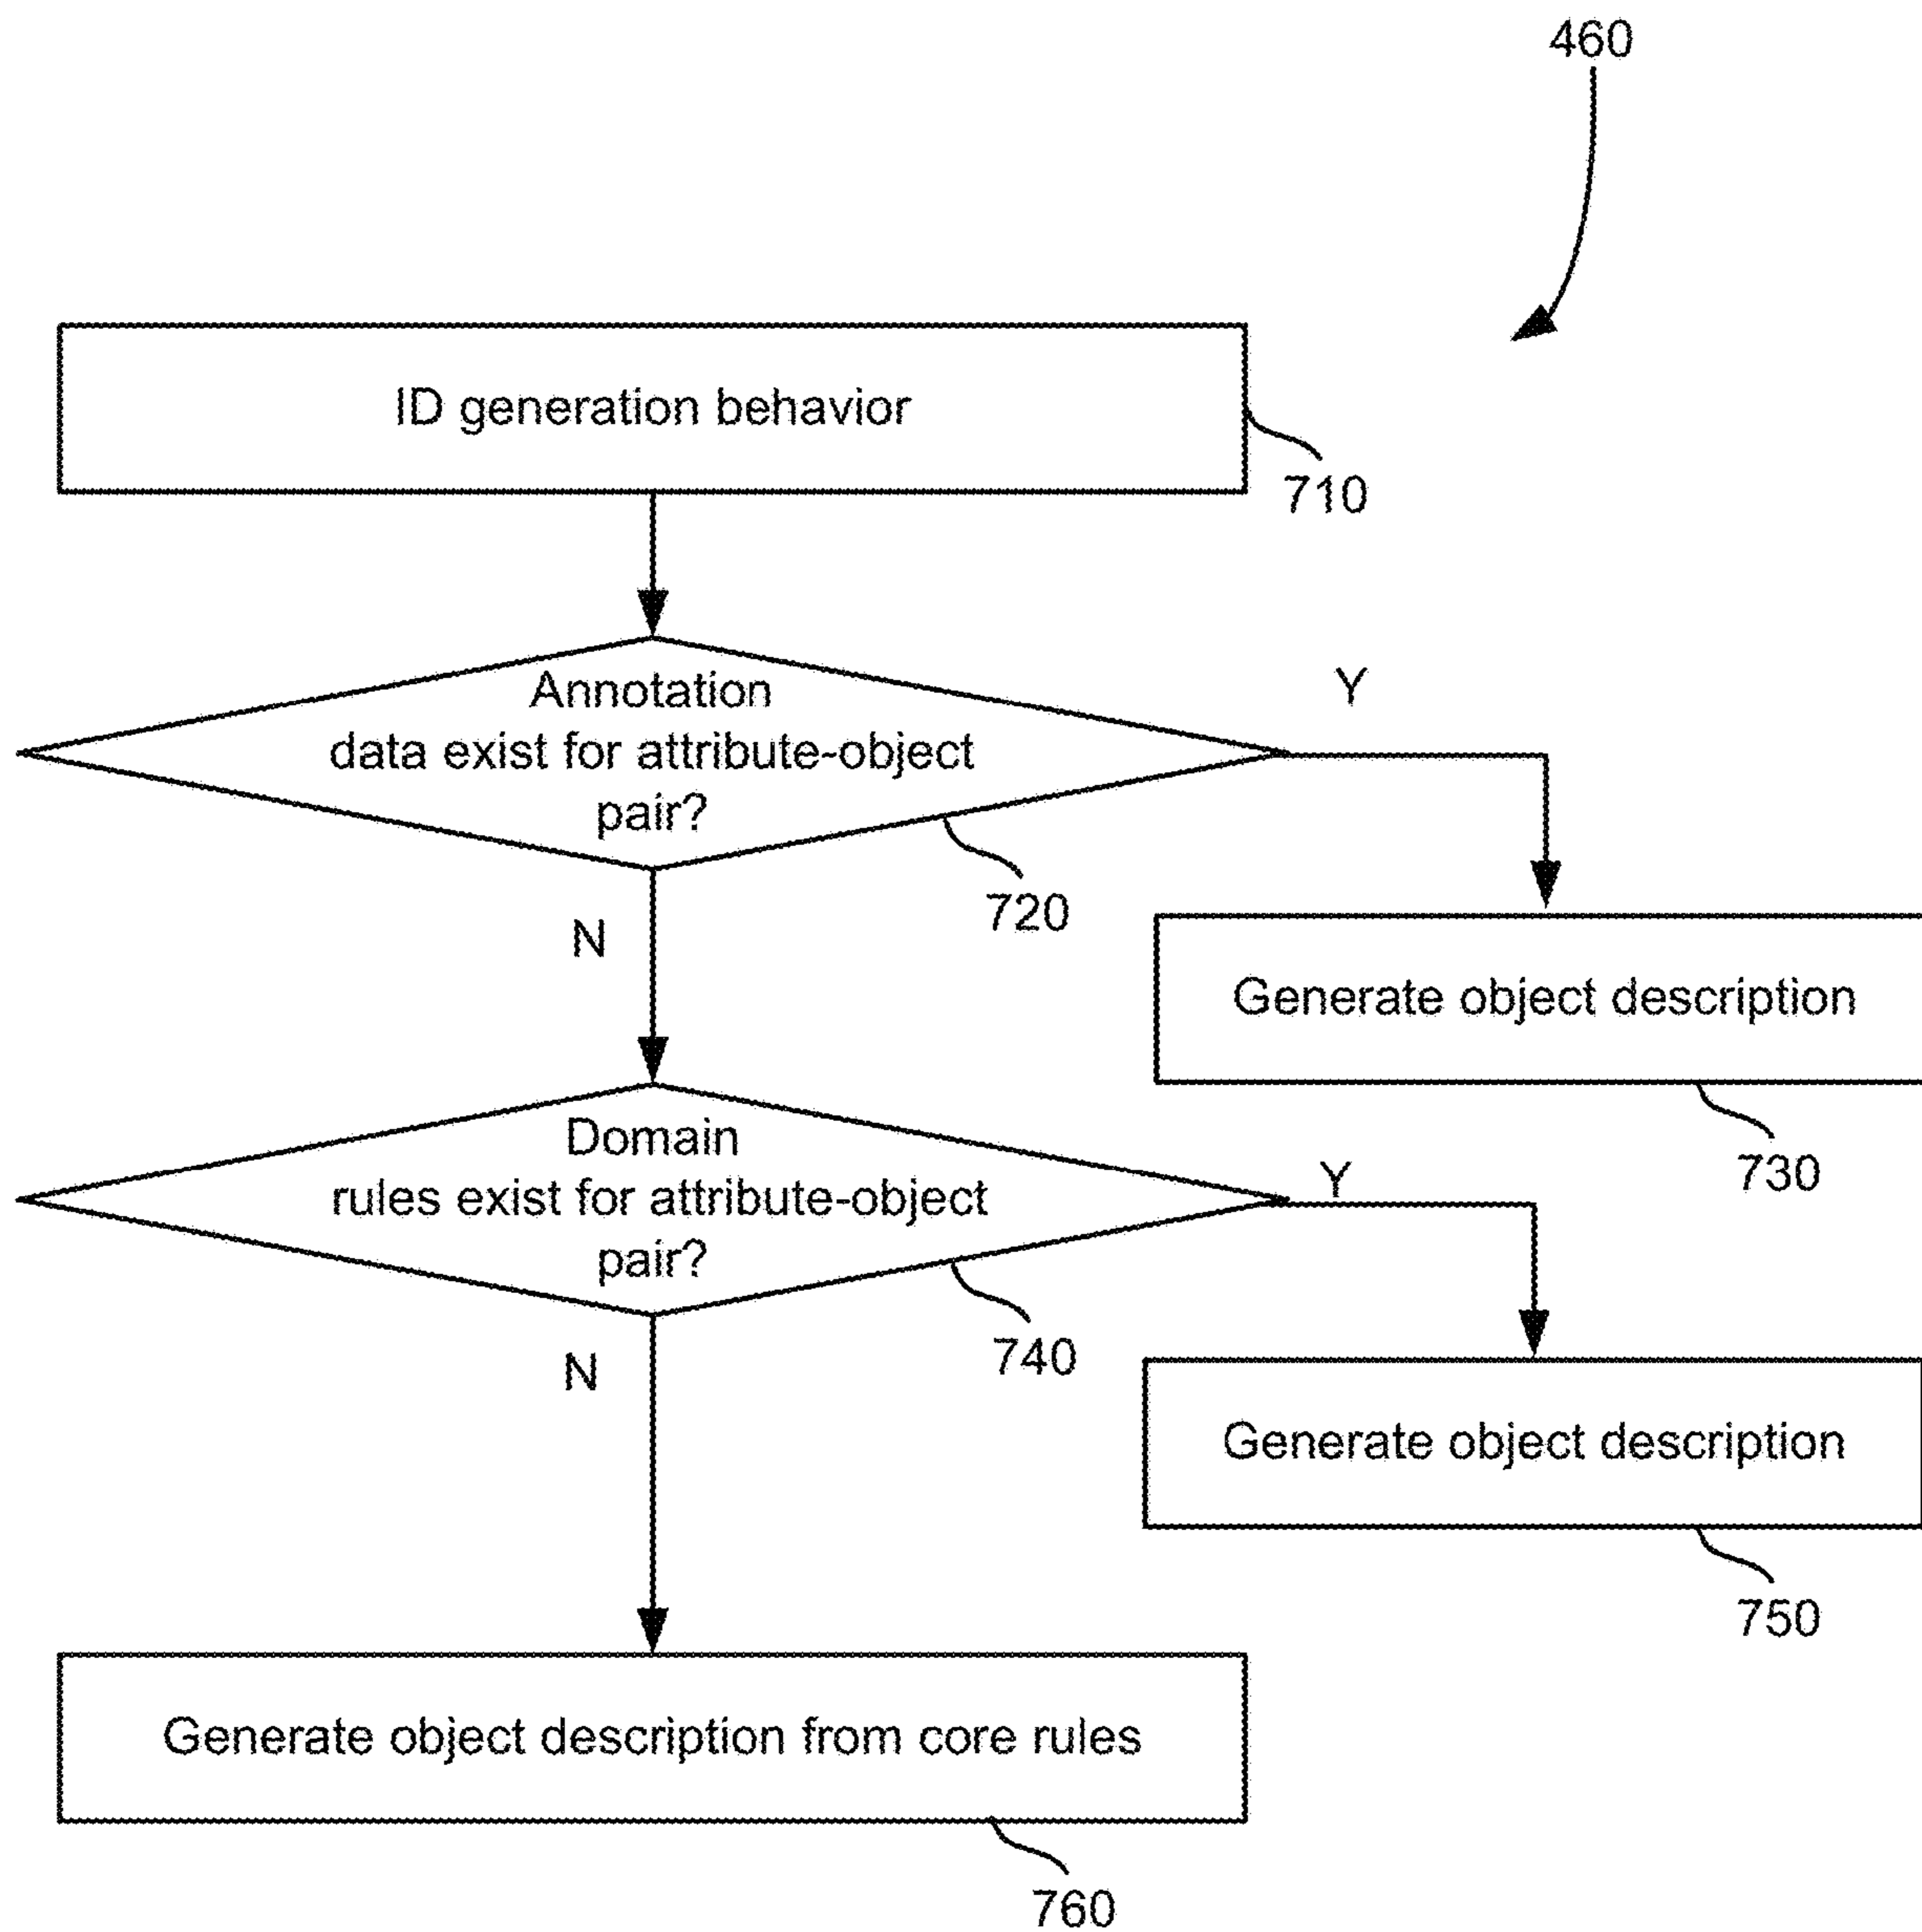 460
ID generation behavior
710
Annotation
data exist for attribute-object
pair?
Y
720
N
Generate object description
730
Domain
rules exist for attribute-object
pair?
Y
740
N
Generate object description
750
Generate object description from core rules
760